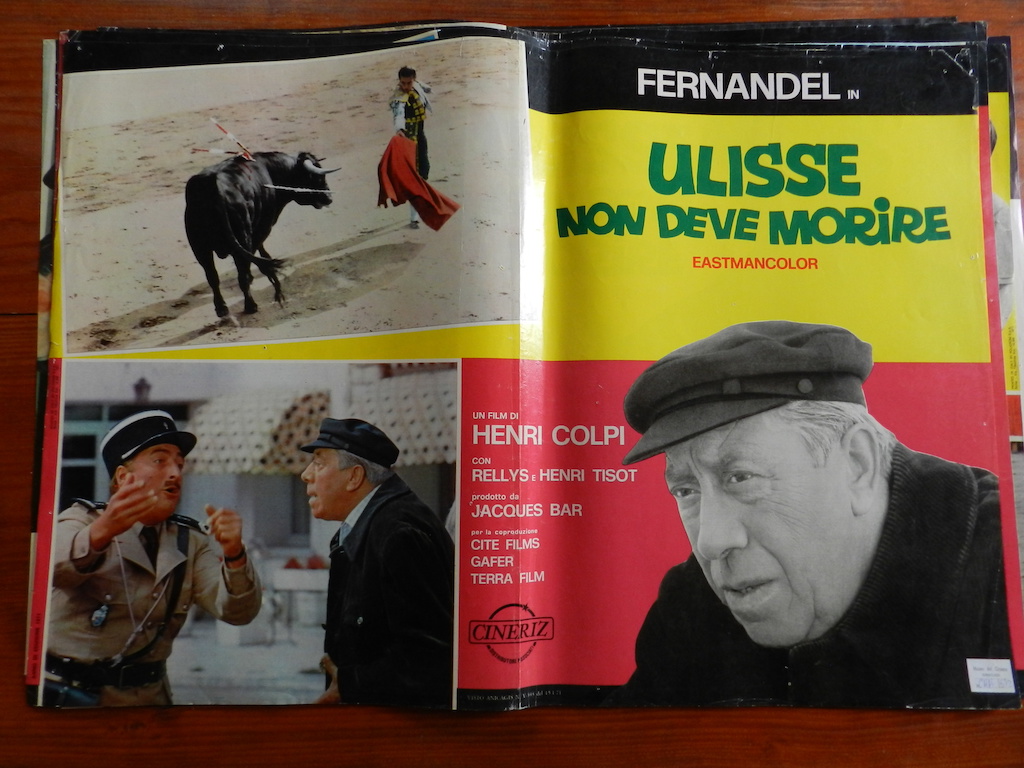 FERNANDEL IN
ULISSE
NON DEVE MORIRE
EASTMANCOLOR
UN FILM DI
HENRI COLPI
CON
RELLYS E HENRI TISOT
prodotto da
JACQUES BAR
per la coproduzione
CITE FILMS
GAFER
TERRA FILM
CINERIZ